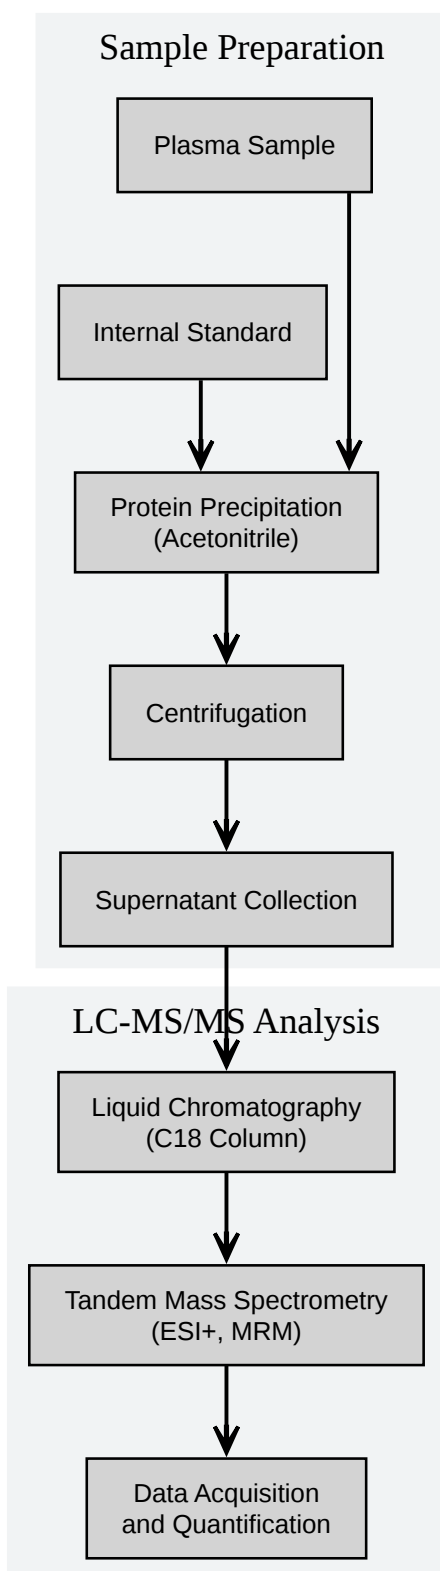 Sample Preparation
Plasma Sample
Internal Standard
Protein Precipitation
(Acetonitrile)
Centrifugation
Supernatant Collection
LC-MS/MS Analysis
Liquid Chromatography
(C18 Column)
Tandem Mass Spectrometry
(ESI+, MRM)
Data Acquisition
and Quantification